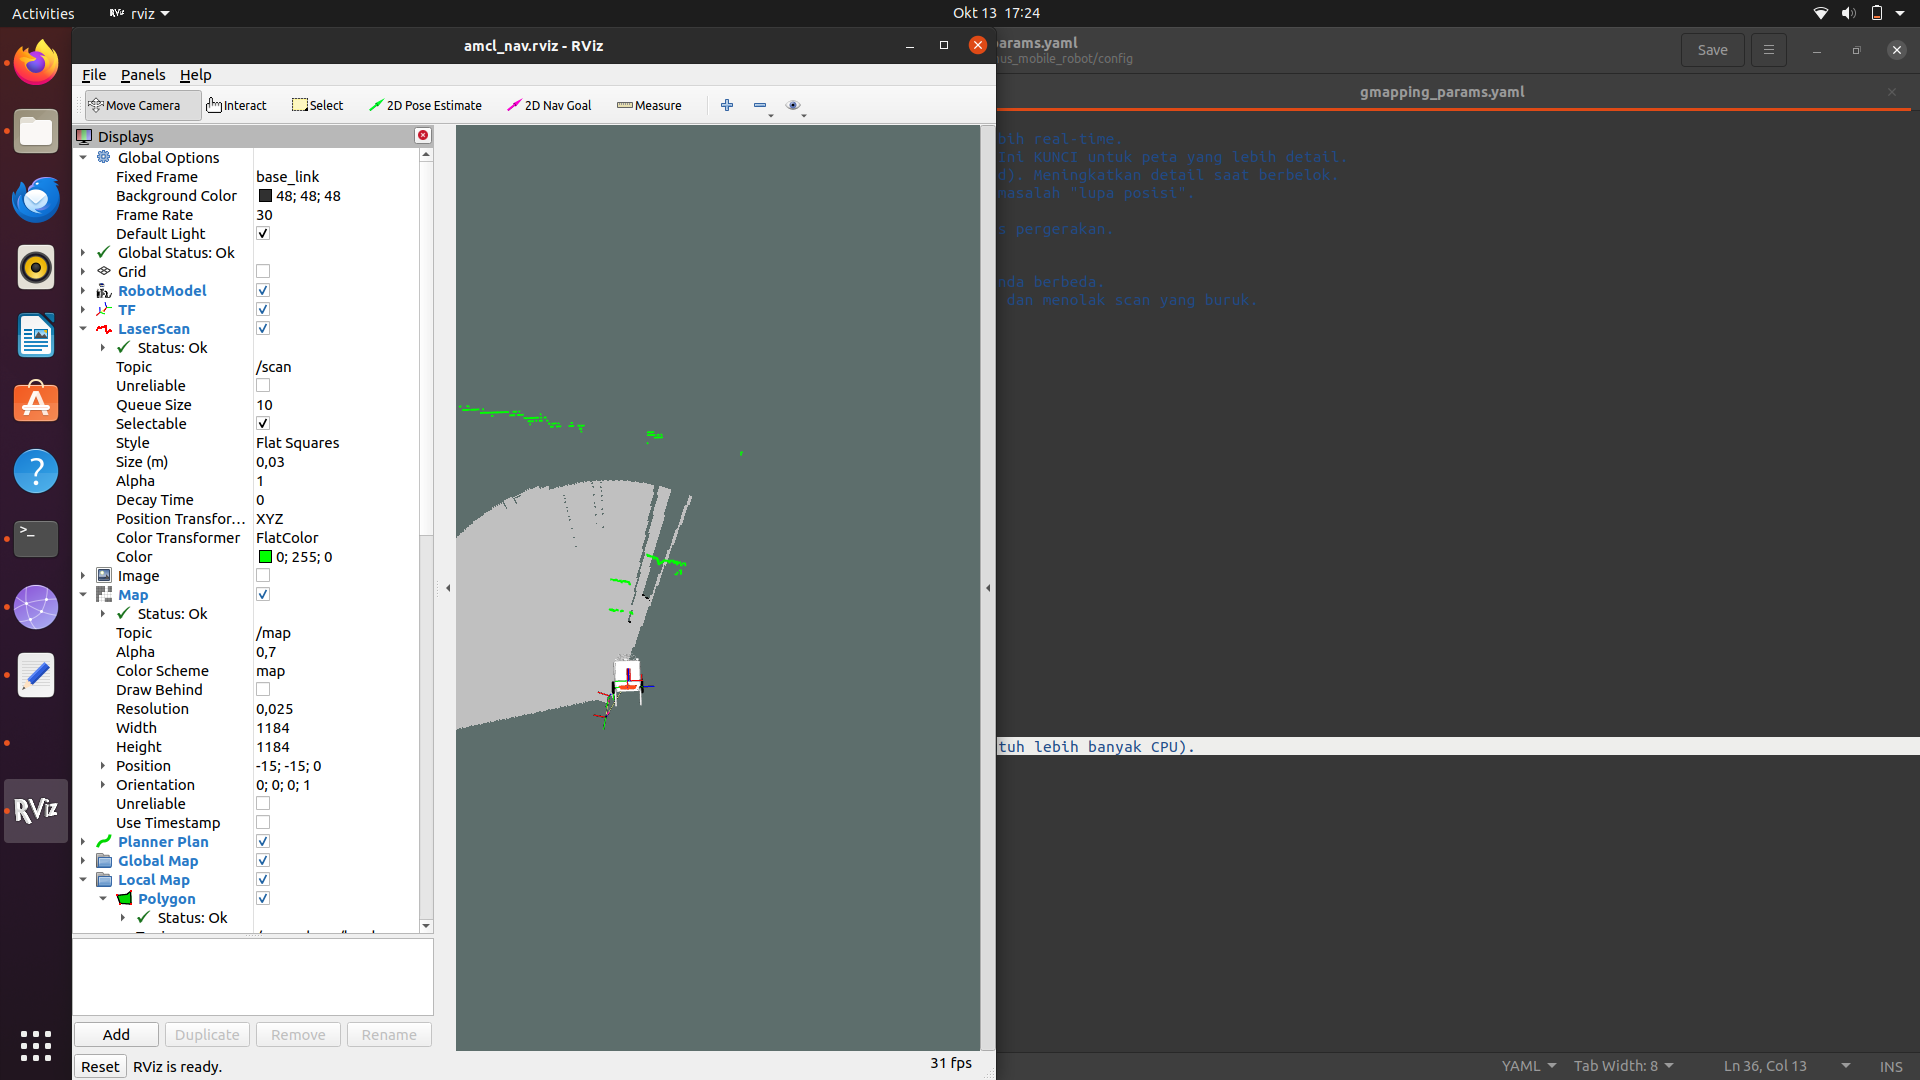 Activities
rviz
Okt 13 17:24
amcl_nav.rviz - RViz
File Panels Help
Move Camera Interact Select 2D Pose Estimate 2D Nav Goal Measure
Displays
Global Options
Fixed Frame base_link
Background Color 48; 48; 48
Frame Rate 30
Default Light
Global Status: Ok
Grid
RobotModel
TF
LaserScan
Status: Ok
Topic /scan
Unreliable
Queue Size 10
Selectable
Style Flat Squares
Size (m) 0,03
Alpha 1
Decay Time 0
Position Transfor... XYZ
Color Transformer FlatColor
Color 0; 255; 0
Image
Map
Status: Ok
Topic /map
Alpha 0,7
Color Scheme map
Draw Behind
Resolution 0,025
Width 1184
Height 1184
Position -15; -15; 0
Orientation 0; 0; 0; 1
Unreliable
Use Timestamp
Planner Plan
Global Map
Local Map
Polygon
Status: Ok
Add Duplicate Remove Rename
Reset RViz is ready.
31 fps
RViz
params.yaml
us_mobile_robot/config
Save
gmapping_params.yaml
bih real-time.
Ini KUNCI untuk peta yang lebih detail.
d). Meningkatkan detail saat berbelok.
masalah "lupa posisi".
s pergerakan.
nda berbeda.
dan menolak scan yang buruk.
tuh lebih banyak CPU).
YAML Tab Width: 8 Ln 36, Col 13 INS